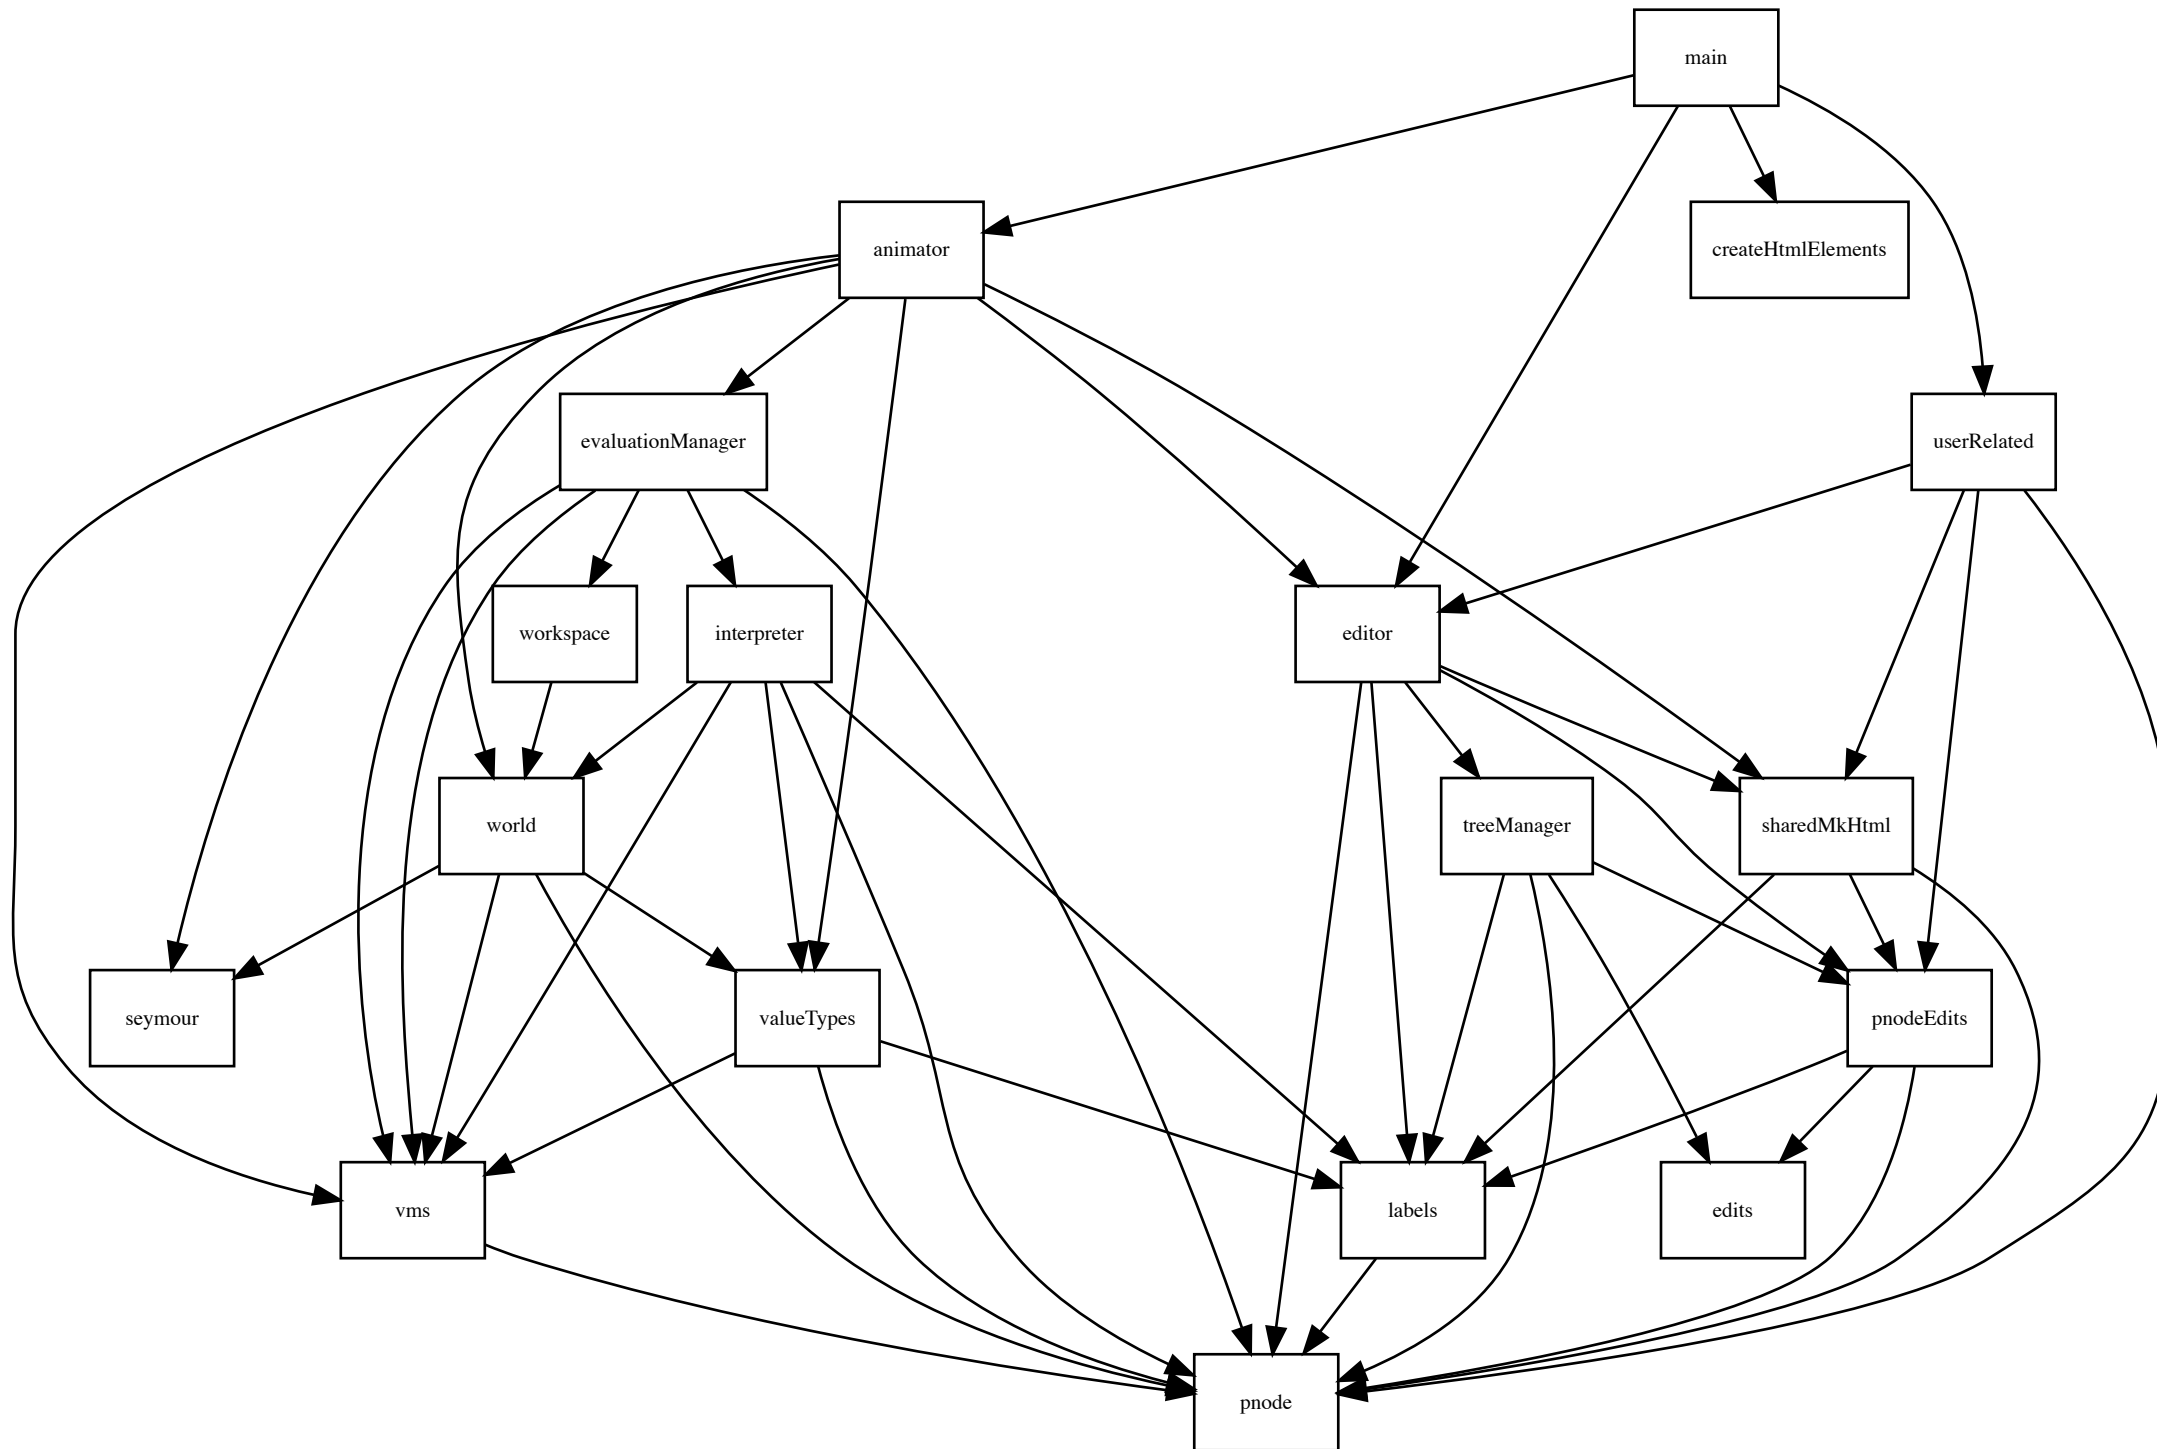 main
animator
createHtmlElements
evaluationManager
userRelated
workspace
interpreter
editor
world
treeManager
sharedMkHtml
seymour
valueTypes
pnodeEdits
vms
labels
edits
pnode